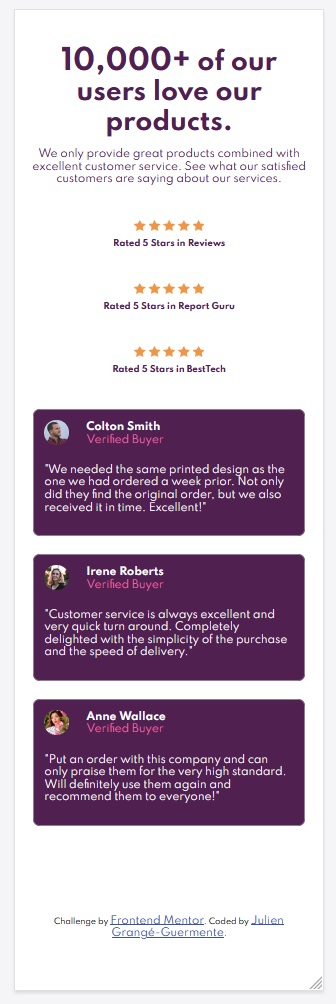 10,000+ of our
users love our
products.
We only provide great products combined with
excellent customer service. See what our satisfied
customers are saying about our services.
Rated 5 Stars in Reviews
Rated 5 Stars in Report Guru
Rated 5 Stars in BestTech
Colton Smith
Verified Buyer
"We needed the same printed design as the
one we had ordered a week prior. Not only
did they find the original order, but we also
received it in time. Excellent!"
Irene Roberts
Verified Buyer
"Customer service is always excellent and
very quick turn around. Completely
delighted with the simplicity of the purchase
and the speed of delivery."
Anne Wallace
Verified Buyer
"Put an order with this company and can
only praise them for the very high standard.
Will definitely use them again and
recommend them to everyone!"
Challenge by Frontend Mentor. Coded by Julien
Grangé-Guermente.